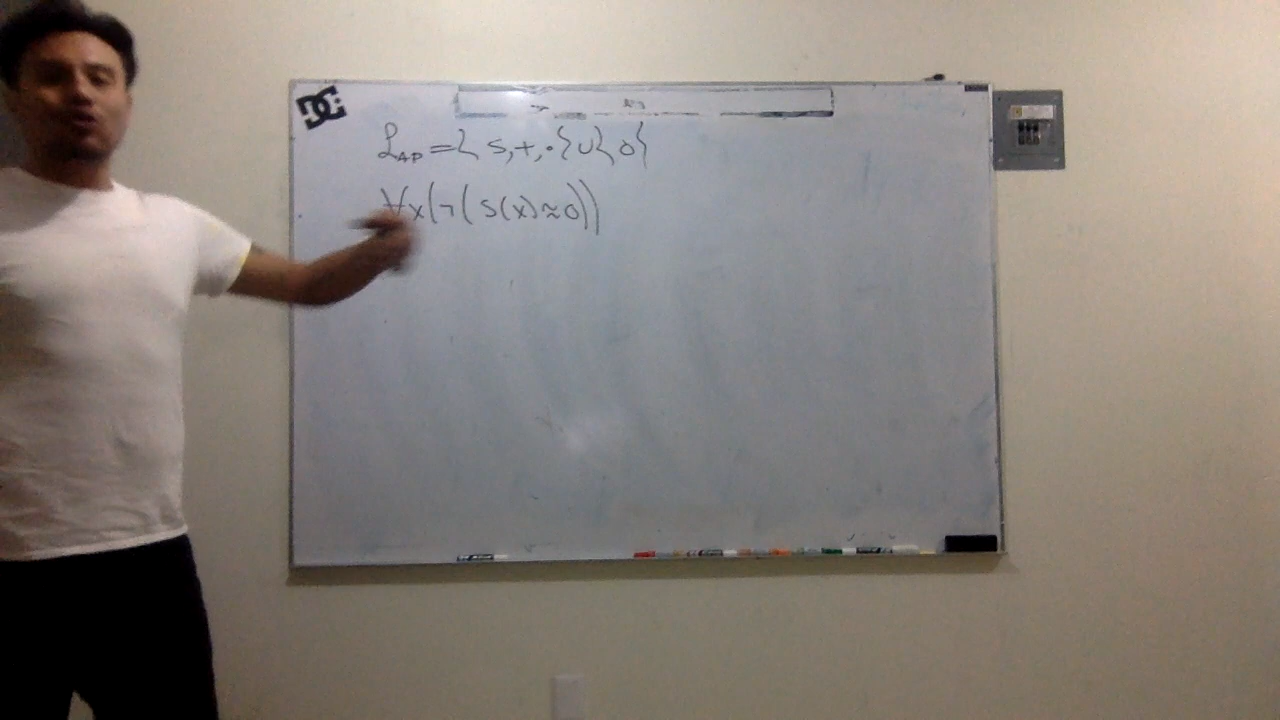 ℒ_AP = { S, +, · } ∪ { 0 }
∀x(¬(S(x)≈0))